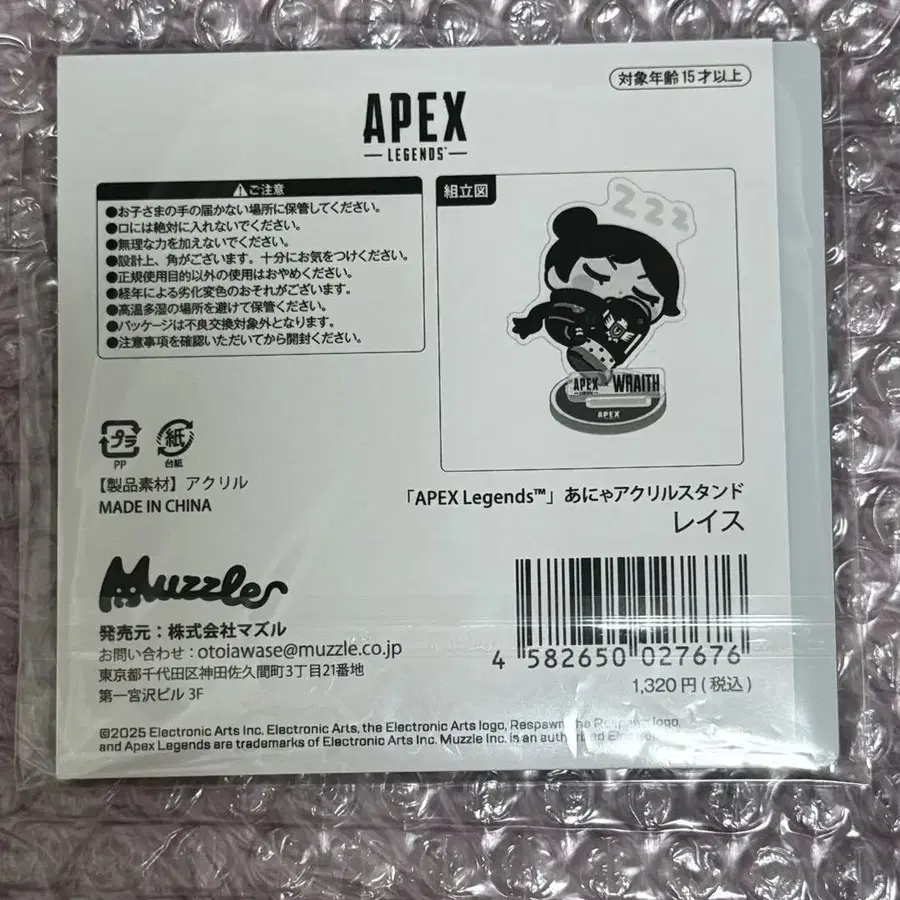 対象年齢15才以上
APEX
LEGENDS™
ご注意
●お子さまの手の届かない場所に保管してください。
●口には絶対に入れないでください。
●無理な力を加えないでください。
●設計上、角がございます。十分にお気をつけください。
●正規使用目的以外の使用はおやめください。
●経年による劣化変色のおそれがございます。
●高温多湿の場所を避けて保管ください。
●パッケージは不良交換対象外となります。
●注意事項を確認いただいてから開封ください。
組立図
Zzz
APEX
WRAITH
APEX
プラ
PP
紙
台紙
【製品素材】アクリル
MADE IN CHINA
「APEX Legends™」あにゃアクリルスタンド
レイス
Muzzle
発売元：株式会社マズル
お問い合わせ：otoiawase@muzzle.co.jp
東京都千代田区神田佐久間町3丁目21番地
第一宮沢ビル 3F
4 582650 027676
1,320円(税込)
©2025 Electronic Arts Inc. Electronic Arts, the Electronic Arts logo, Respawn, the Respawn logo,
and Apex Legends are trademarks of Electronic Arts Inc. Muzzle Inc. is an authorized